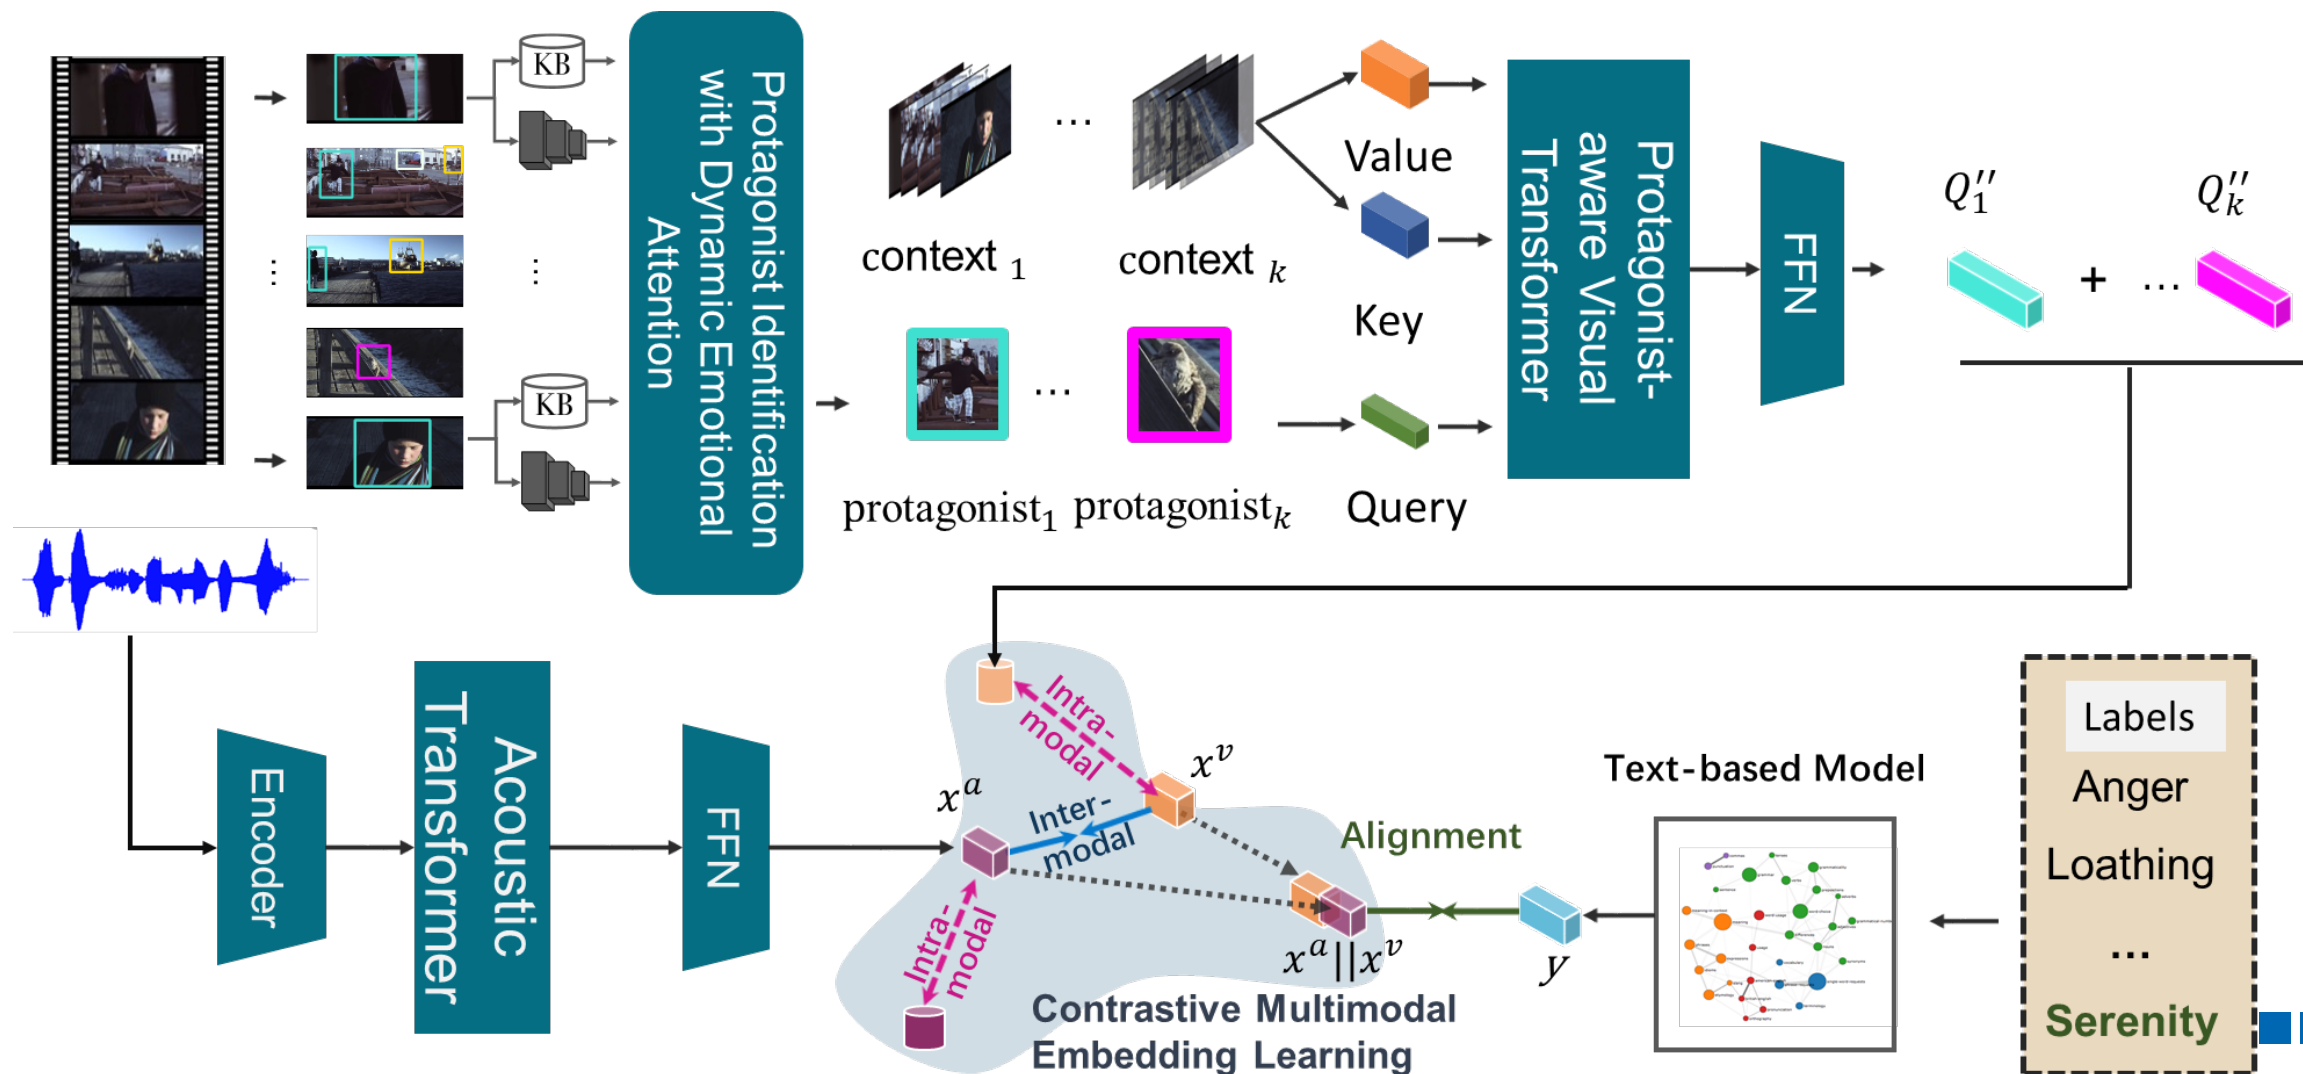 KB
KB
Protagonist Identification
with Dynamic Emotional
Attention
...
context 1
context k
...
protagonist1
protagonistk
Value
Key
Query
Protagonist-
aware Visual
Transformer
FFN
Q''1
Q''k
+ ...
Encoder
Acoustic
Transformer
FFN
Intra-
modal
x^v
x^a
Inter-
modal
Intra-
modal
x^a||x^v
Alignment
y
Contrastive Multimodal
Embedding Learning
Text-based Model
Labels
Anger
Loathing
...
Serenity